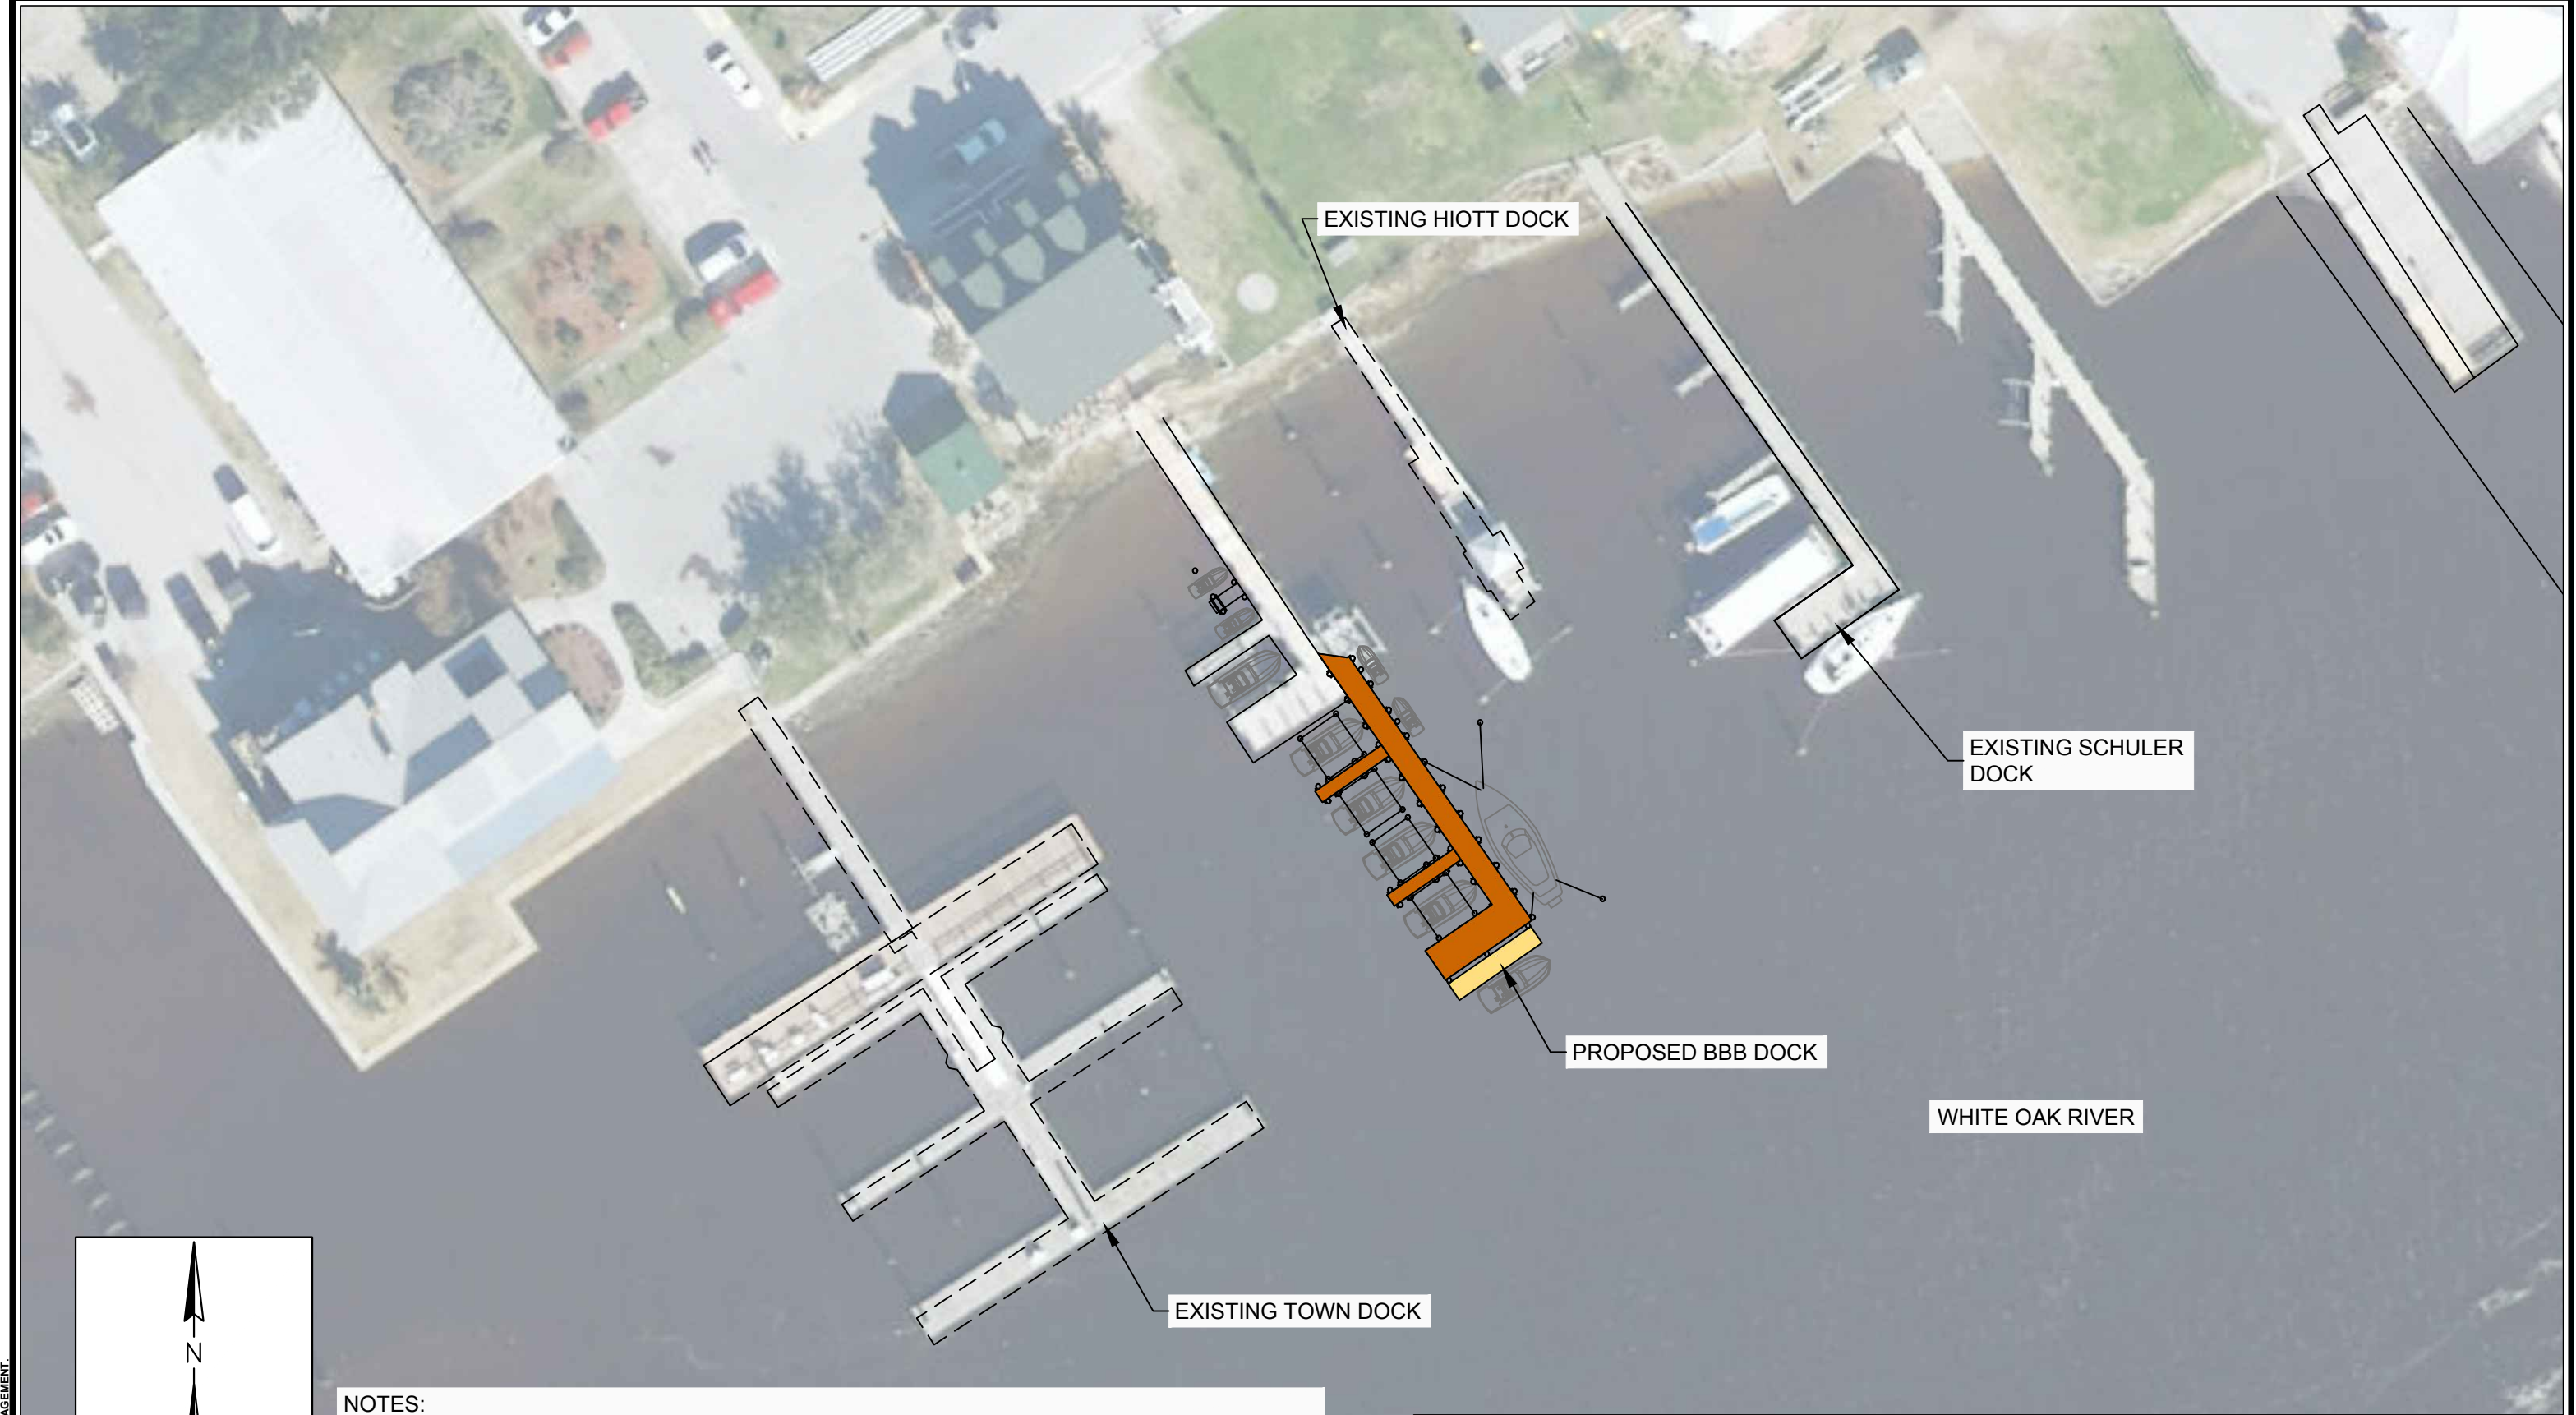 EXISTING HIOTT DOCK
EXISTING SCHULER
DOCK
PROPOSED BBB DOCK
WHITE OAK RIVER
EXISTING TOWN DOCK
N
NOTES: